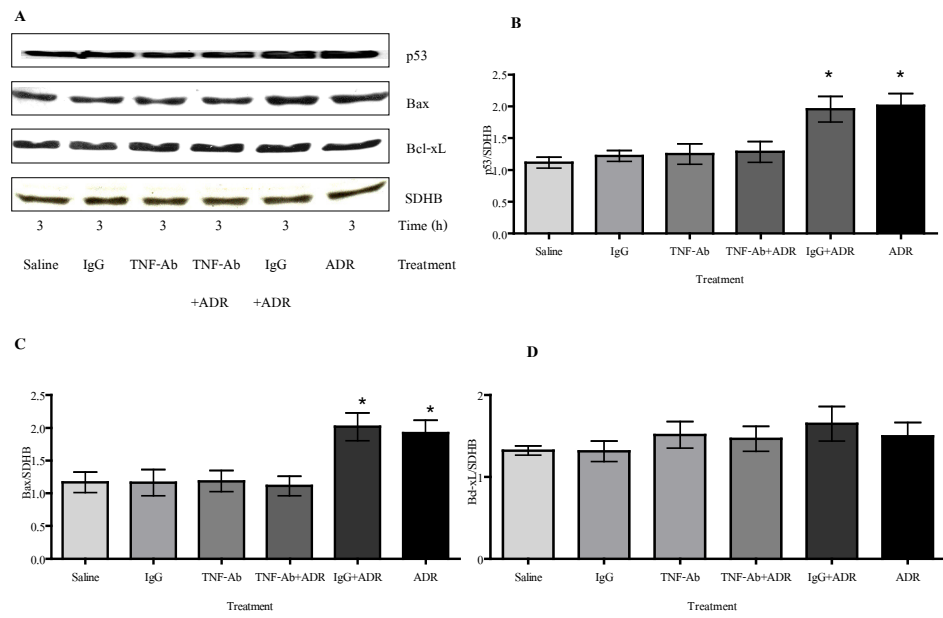 A
p53
Bax
Bcl-xL
SDHB
3 3 3 3 3 3 Time (h)
Saline IgG TNF-Ab TNF-Ab IgG ADR Treatment
+ADR +ADR
B
* *
2.5
2.0
1.5
1.0
0.5
0.0
p53/SDHB
Saline IgG TNF-Ab TNF-Ab+ADR IgG+ADR ADR
Treatment
C
* *
2.5
2.0
1.5
1.0
0.5
0.0
Bax/SDHB
Saline IgG TNF-Ab TNF-Ab+ADR IgG+ADR ADR
Treatment
D
2
1
0
Bcl-xL/SDHB
Saline IgG TNF-Ab TNF-Ab+ADR IgG+ADR ADR
Treatment